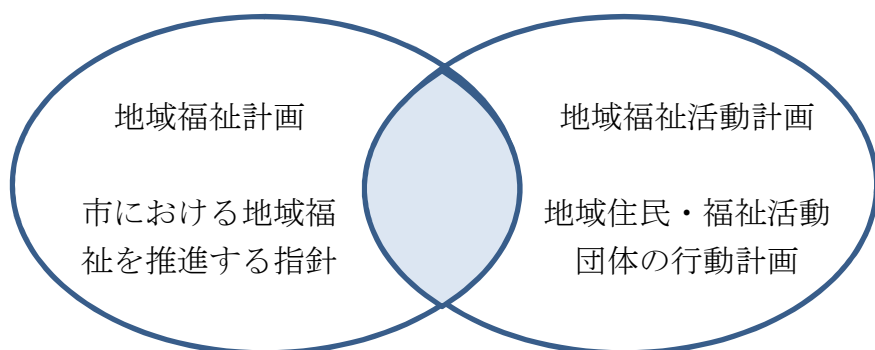 地域福祉計画
市における地域福
祉を推進する指針
地域福祉活動計画
地域住民・福祉活動
団体の行動計画